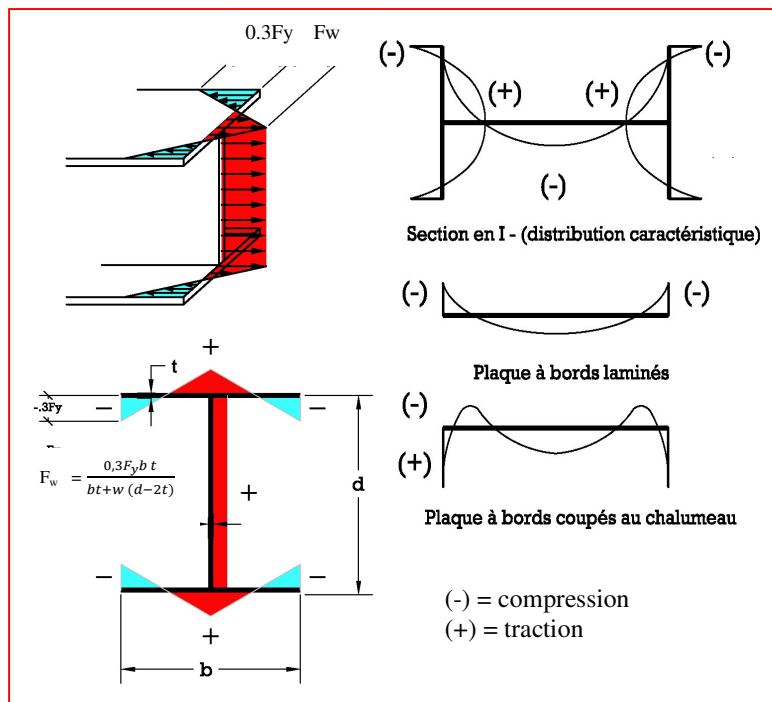 0.3Fy Fw
(-) (-)
(+) (+)
(-)
Section en I - (distribution caractéristique)
(-) (-)
Plaque à bords laminés
(-)
(+)
Plaque à bords coupés au chalumeau
(-) = compression
(+) = traction
+
t
-.3Fy
− −
F_w = 0,3F_y b t / bt+w (d−2t)
+
d
− −
+
b